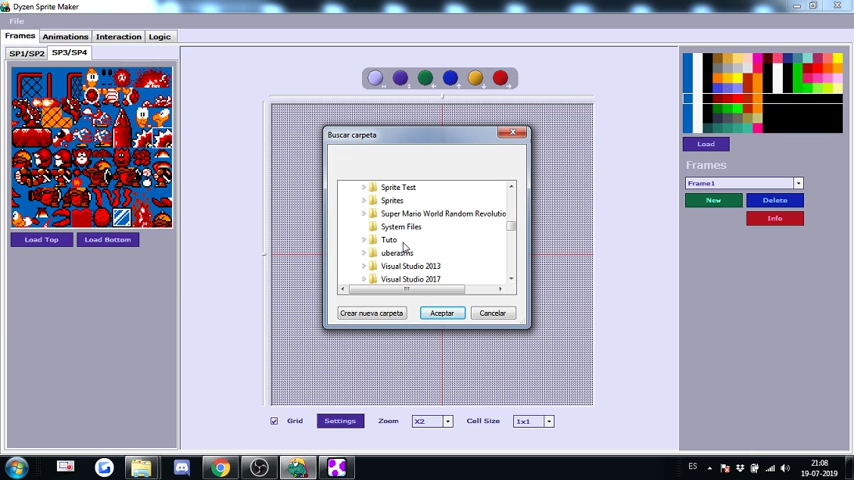 Dyzen Sprite Maker
File
Frames Animations Interaction Logic
SP1/SP2 SP3/SP4
Load Top Load Bottom
Buscar carpeta
Sprite Test
Sprites
Super Mario World Random Revolutio
System Files
Tuto
uberasms
Visual Studio 2013
Visual Studio 2017
Crear nueva carpeta Aceptar Cancelar
Grid Settings Zoom X2 Cell Size 1x1
Load
Frames
Frame1
New Delete
Info
ES 21:08
19-07-2019